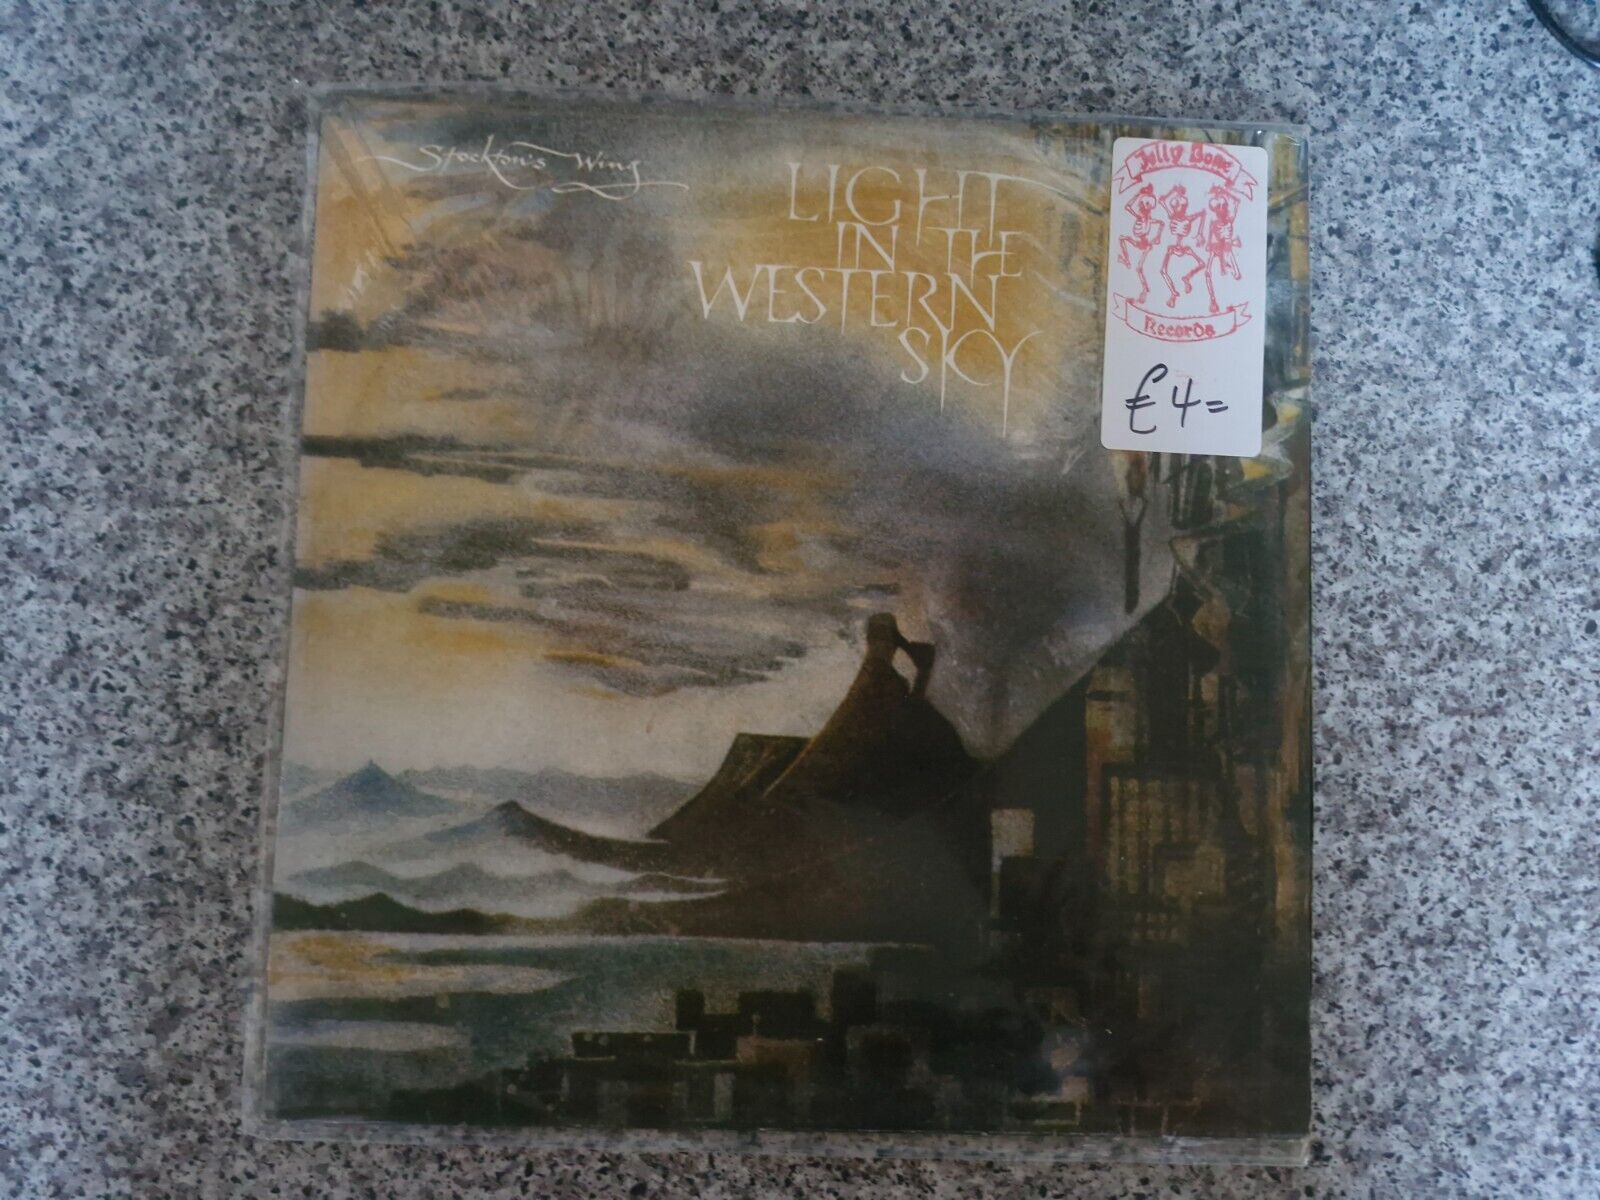 Stockton's Wing
LIGHT
IN THE
WESTERN
SKY
Jelly Bone
Records
£4=